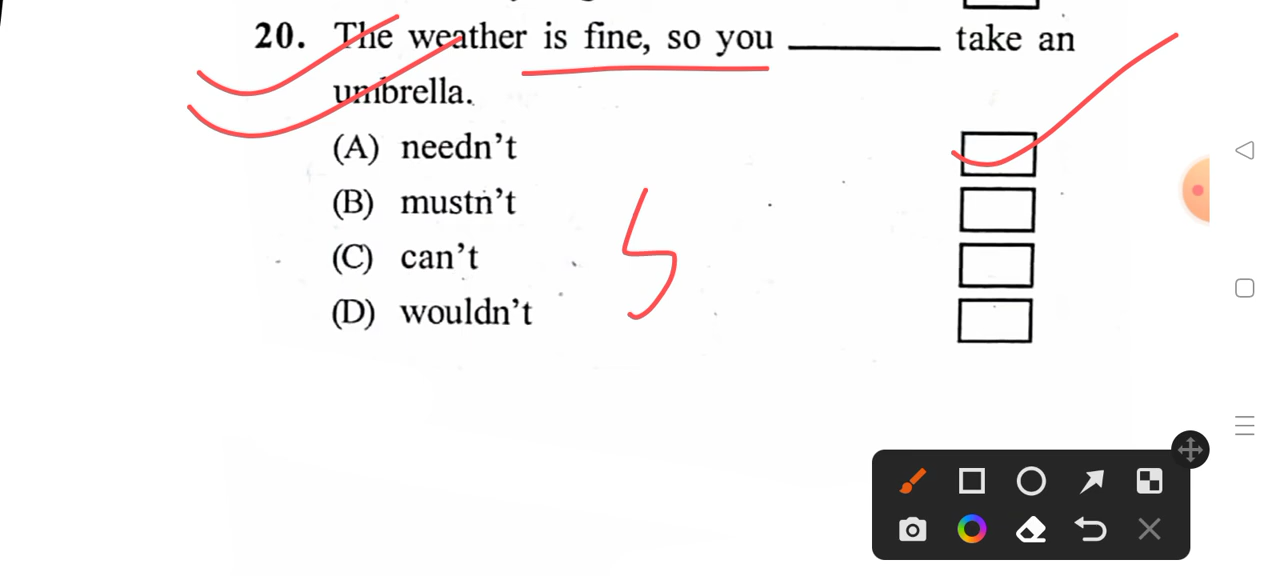 20. The weather is fine, so you ________ take an
umbrella.
(A) needn't
(B) mustn't
(C) can't
(D) wouldn't